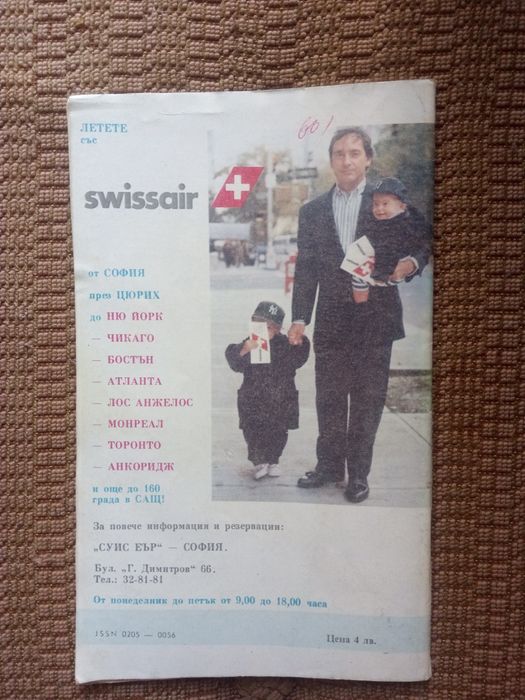 ЛЕТЕТЕ
със
swissair
от СОФИЯ
през ЦЮРИХ
до НЮ ЙОРК
— ЧИКАГО
— БОСТЪН
— АТЛАНТА
— ЛОС АНЖЕЛОС
— МОНРЕАЛ
— ТОРОНТО
— АНКОРИДЖ
и още до 160
града в САЩ!
За повече информация и резервации:
„СУИС ЕЪР“ — СОФИЯ.
Бул. „Г. Димитров“ 66.
Тел.: 32-81-81
От понеделник до петък от 9,00 до 18,00 часа
ISSN 0205 — 0056
Цена 4 лв.